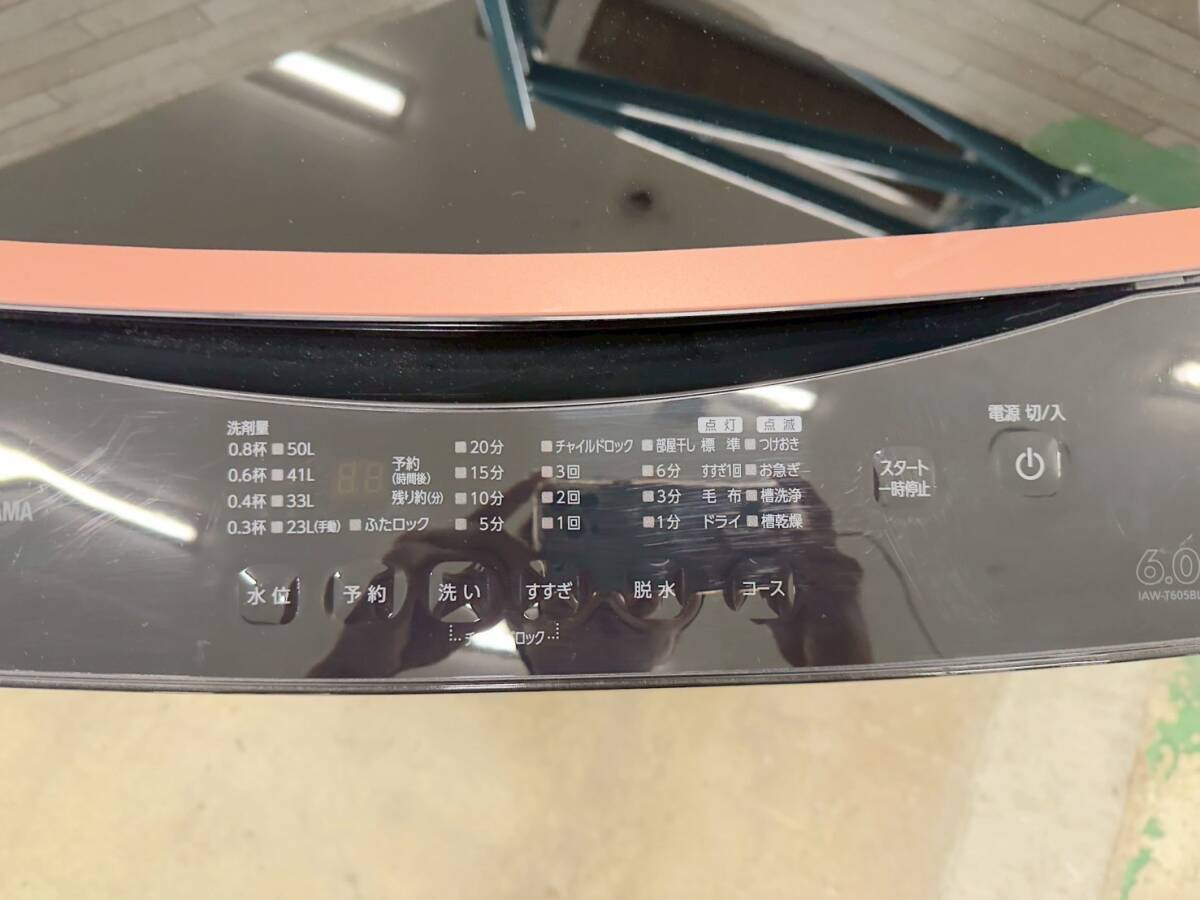 電源 切/入
洗剤量
点灯 点滅
0.8杯 50L 20分 チャイルドロック 部屋干し 標準 つけおき
0.6杯 41L 予約(時間後) 15分 3回 6分 すすぎ1回 お急ぎ
0.4杯 33L 残り約(分) 10分 2回 3分 毛布 槽洗浄
0.3杯 23L(手動) ふたロック 5分 1回 1分 ドライ 槽乾燥
スタート
一時停止
AMA
水位 予約 洗い すすぎ 脱水 コース
6.0
IAW-T605BL